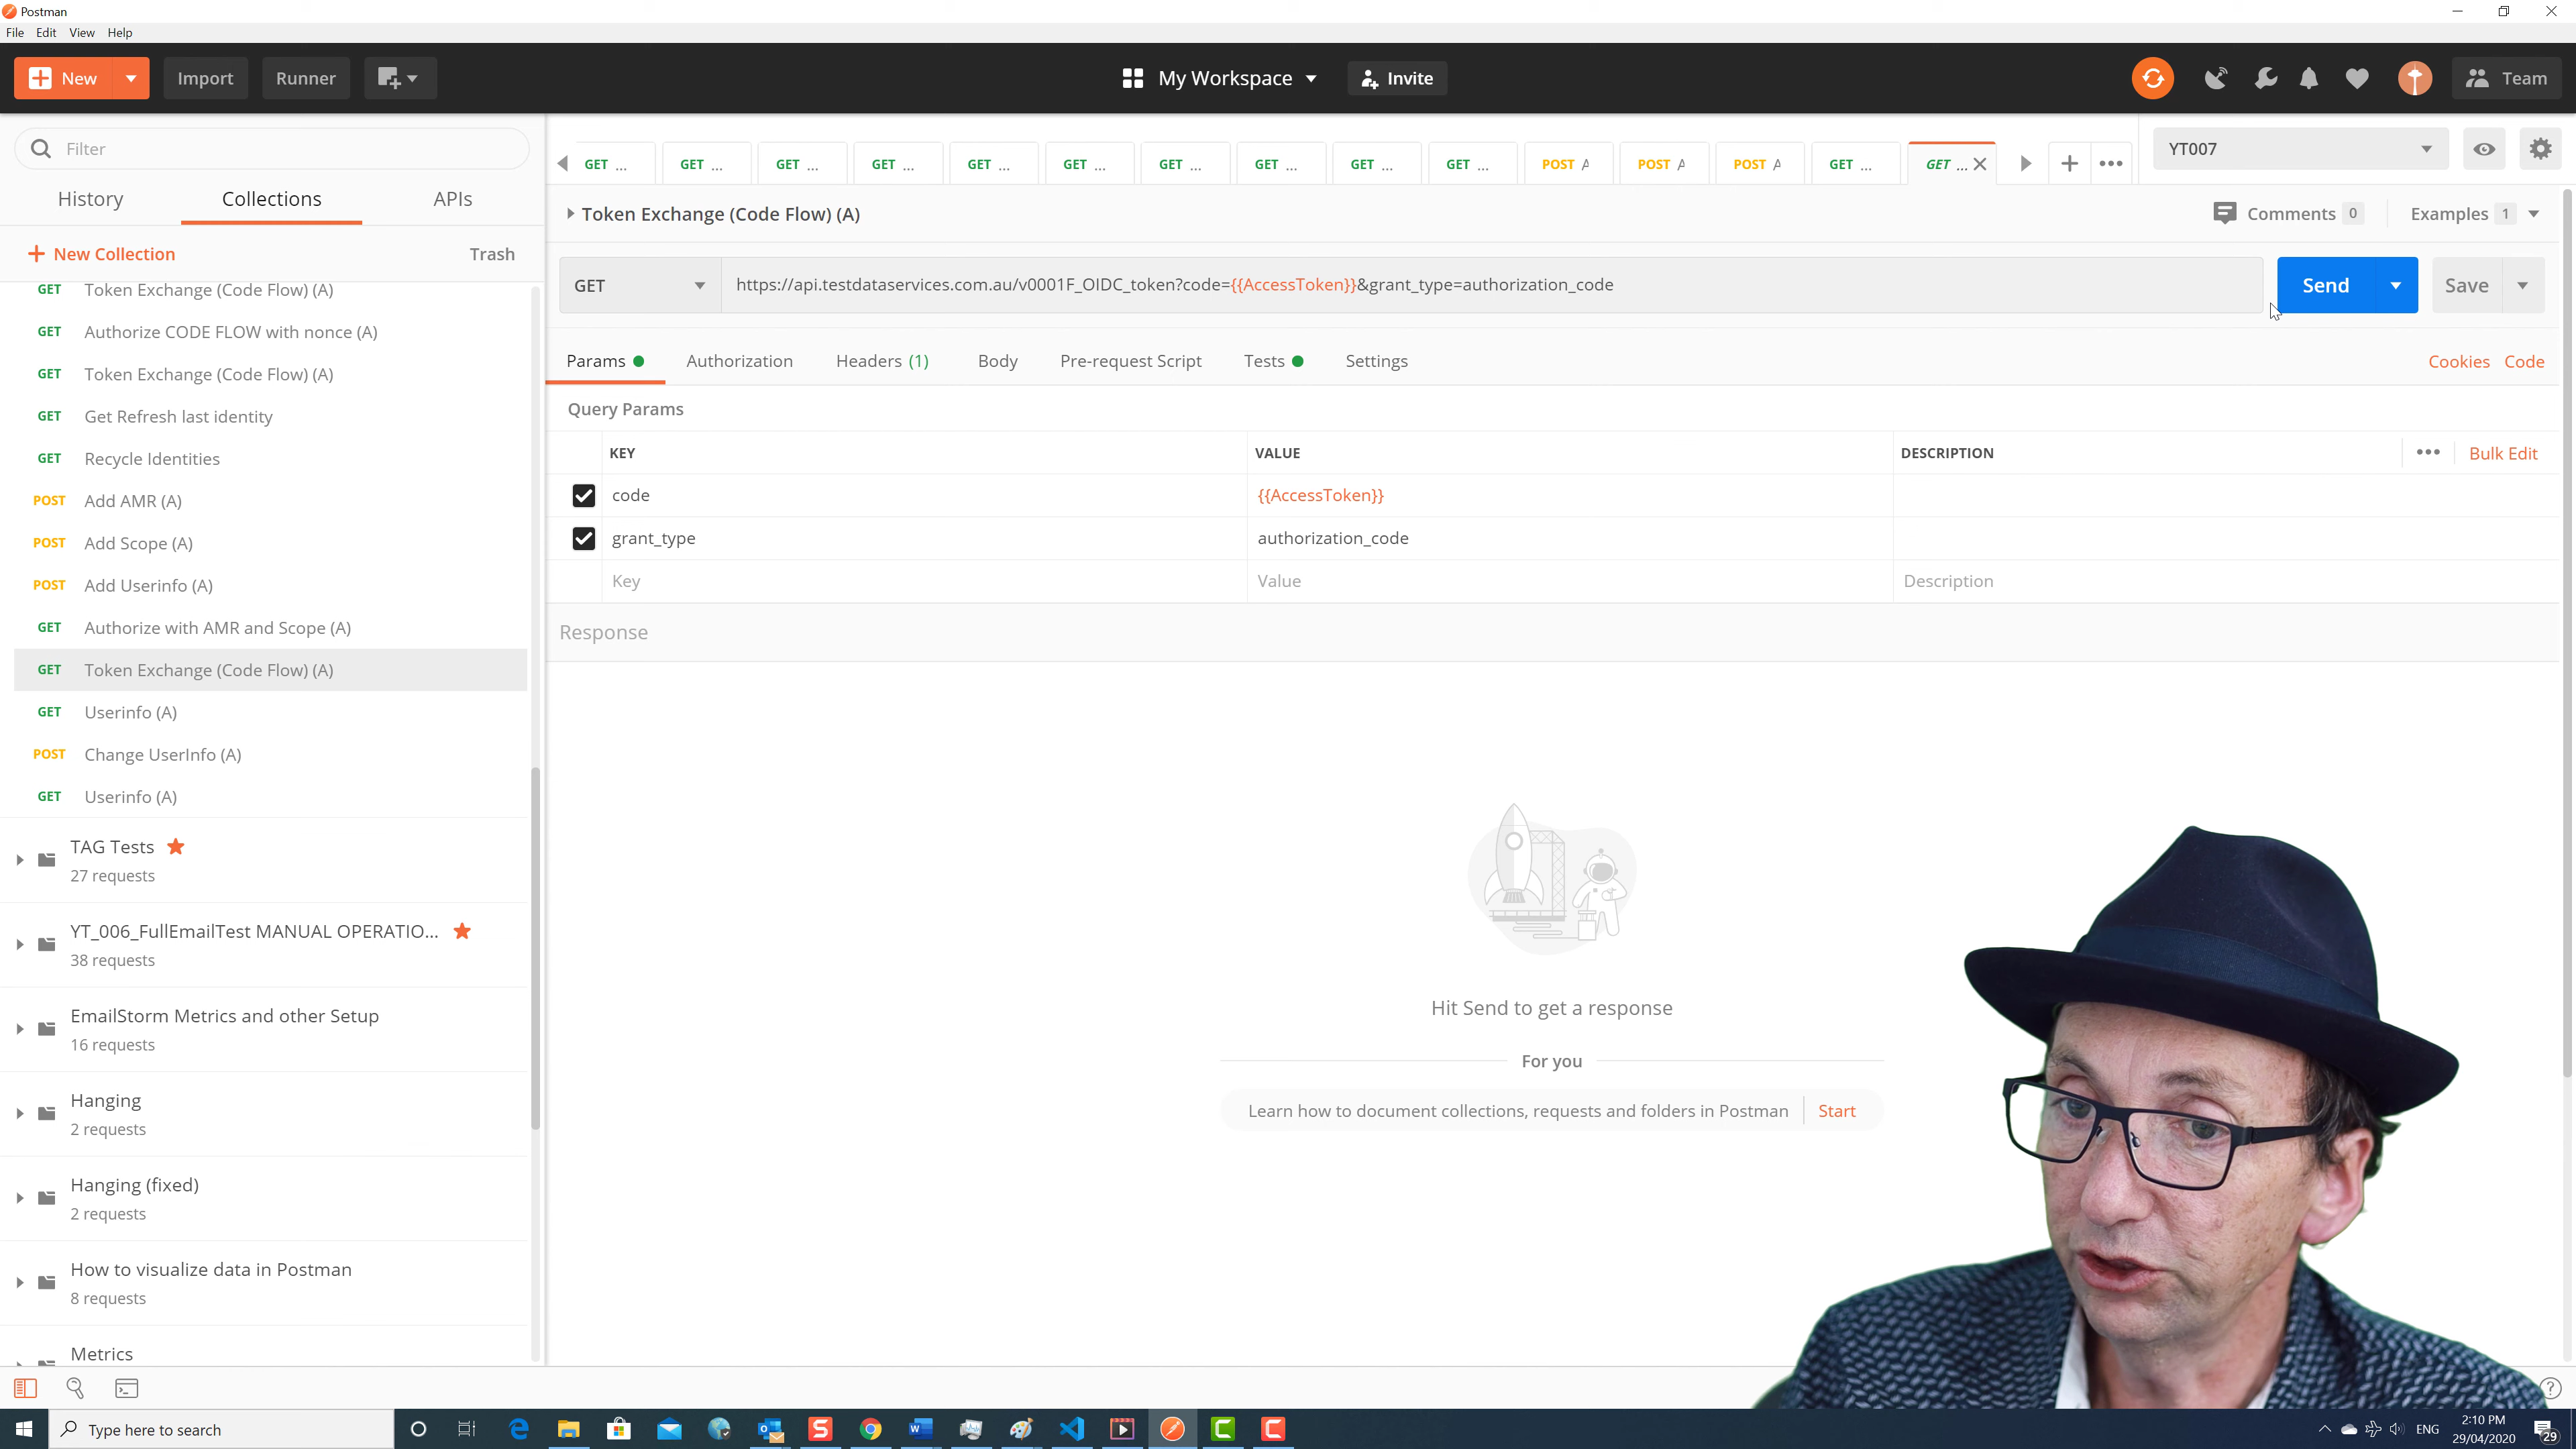 Postman
File Edit View Help
New Import Runner My Workspace Invite Team
Filter
History Collections APIs
New Collection Trash
GET Token Exchange (Code Flow) (A)
GET Authorize CODE FLOW with nonce (A)
GET Token Exchange (Code Flow) (A)
GET Get Refresh last identity
GET Recycle Identities
POST Add AMR (A)
POST Add Scope (A)
POST Add Userinfo (A)
GET Authorize with AMR and Scope (A)
GET Token Exchange (Code Flow) (A)
GET Userinfo (A)
POST Change UserInfo (A)
GET Userinfo (A)
TAG Tests
27 requests
YT_006_FullEmailTest MANUAL OPERATIO...
38 requests
EmailStorm Metrics and other Setup
16 requests
Hanging
2 requests
Hanging (fixed)
2 requests
How to visualize data in Postman
8 requests
Metrics
GET ... GET ... GET ... GET ... GET ... GET ... GET ... GET ... GET ... GET ... POST A POST A POST A GET ... GET ...
YT007
Token Exchange (Code Flow) (A) Comments 0 Examples 1
GET https://api.testdataservices.com.au/v0001F_OIDC_token?code={{AccessToken}}&grant_type=authorization_code Send Save
Params Authorization Headers (1) Body Pre-request Script Tests Settings Cookies Code
Query Params
KEY VALUE DESCRIPTION ••• Bulk Edit
code {{AccessToken}}
grant_type authorization_code
Key Value Description
Response
Hit Send to get a response
For you
Learn how to document collections, requests and folders in Postman Start
Type here to search
ENG
2:10 PM
29/04/2020
29